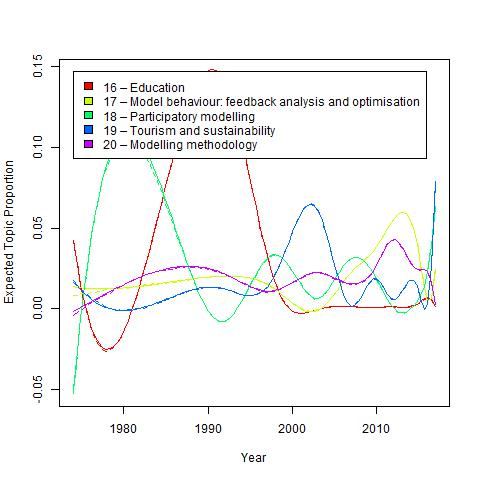 0.15
0.10
0.05
0.00
-0.05
Expected Topic Proportion
16 – Education
17 – Model behaviour: feedback analysis and optimisation
18 – Participatory modelling
19 – Tourism and sustainability
20 – Modelling methodology
1980 1990 2000 2010
Year